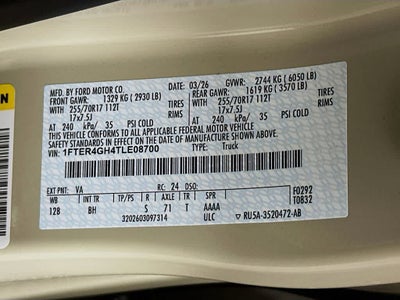 MFD. BY FORD MOTOR CO.
DATE: 03/26 GVWR: 2744 KG (6050 LB)
FRONT GAWR: 1329 KG (2930 LB) REAR GAWR: 1619 KG (3570 LB)
WITH TIRES WITH TIRES
255/70R17 112T 255/70R17 112T
17x7.5J RIMS 17x7.5J RIMS
AT 240 kPa/ 35 PSI COLD AT 240 kPa/ 35 PSI COLD
THIS VEHICLE CONFORMS TO ALL APPLICABLE FEDERAL MOTOR VEHICLE
SAFETY STANDARDS IN EFFECT ON THE DATE OF MANUFACTURE SHOWN ABOVE.
VIN: 1FTER4GH4TLE08700
TYPE: Truck
EXT PNT: VA RC: 24 DSO: F0292
WB INT TR TP/PS R AXLE TR SPR T0832
128 BH S 71 T AAAA
3202603097314 ULC RU5A-3520472-AB